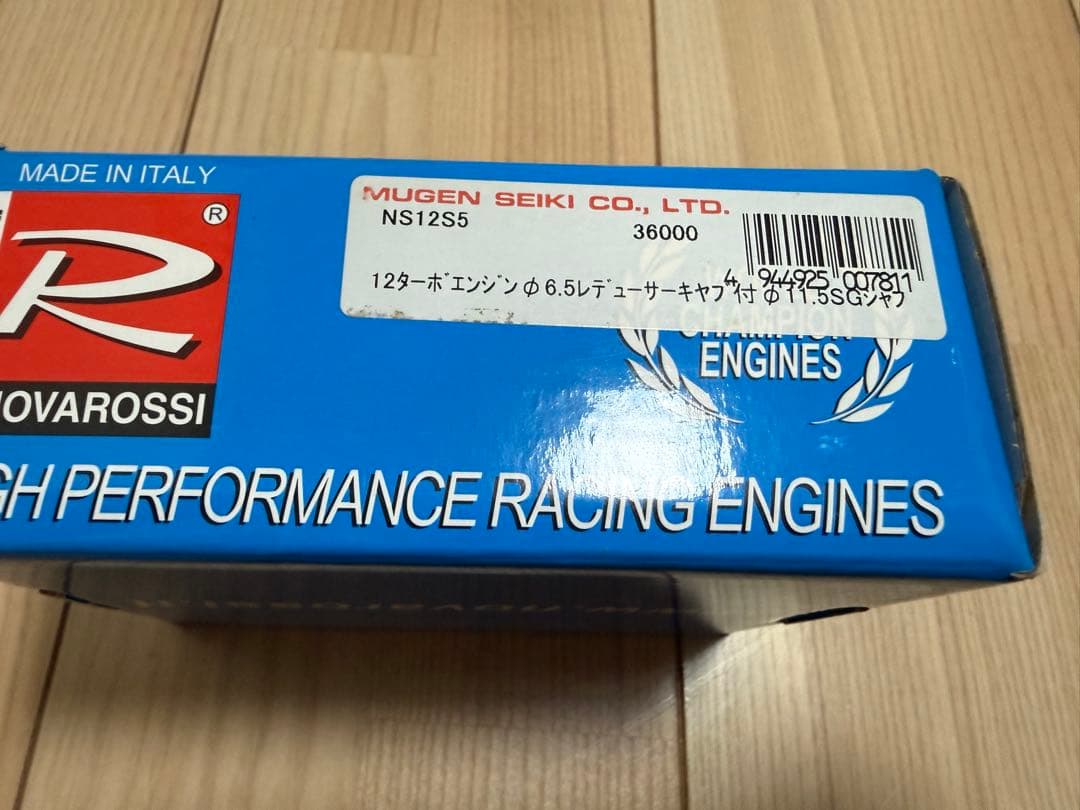 MADE IN ITALY
R
®
OVAROSSI
MUGEN SEIKI CO., LTD.
NS12S5
36000
4 944925 007811
12ターボエンジンφ6.5レデューサーキャブ付φ11.5SGシャフ
CHAMPION
ENGINES
GH PERFORMANCE RACING ENGINES